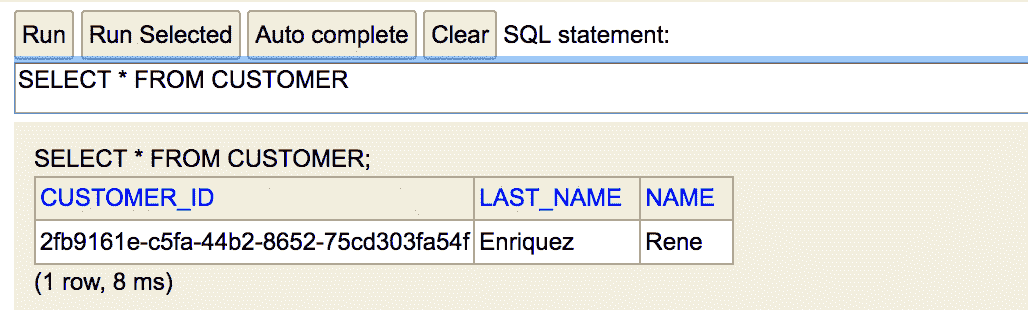 Run Run Selected Auto complete Clear SQL statement:
SELECT * FROM CUSTOMER
SELECT * FROM CUSTOMER;
CUSTOMER_ID LAST_NAME NAME
2fb9161e-c5fa-44b2-8652-75cd303fa54f Enriquez Rene
(1 row, 8 ms)